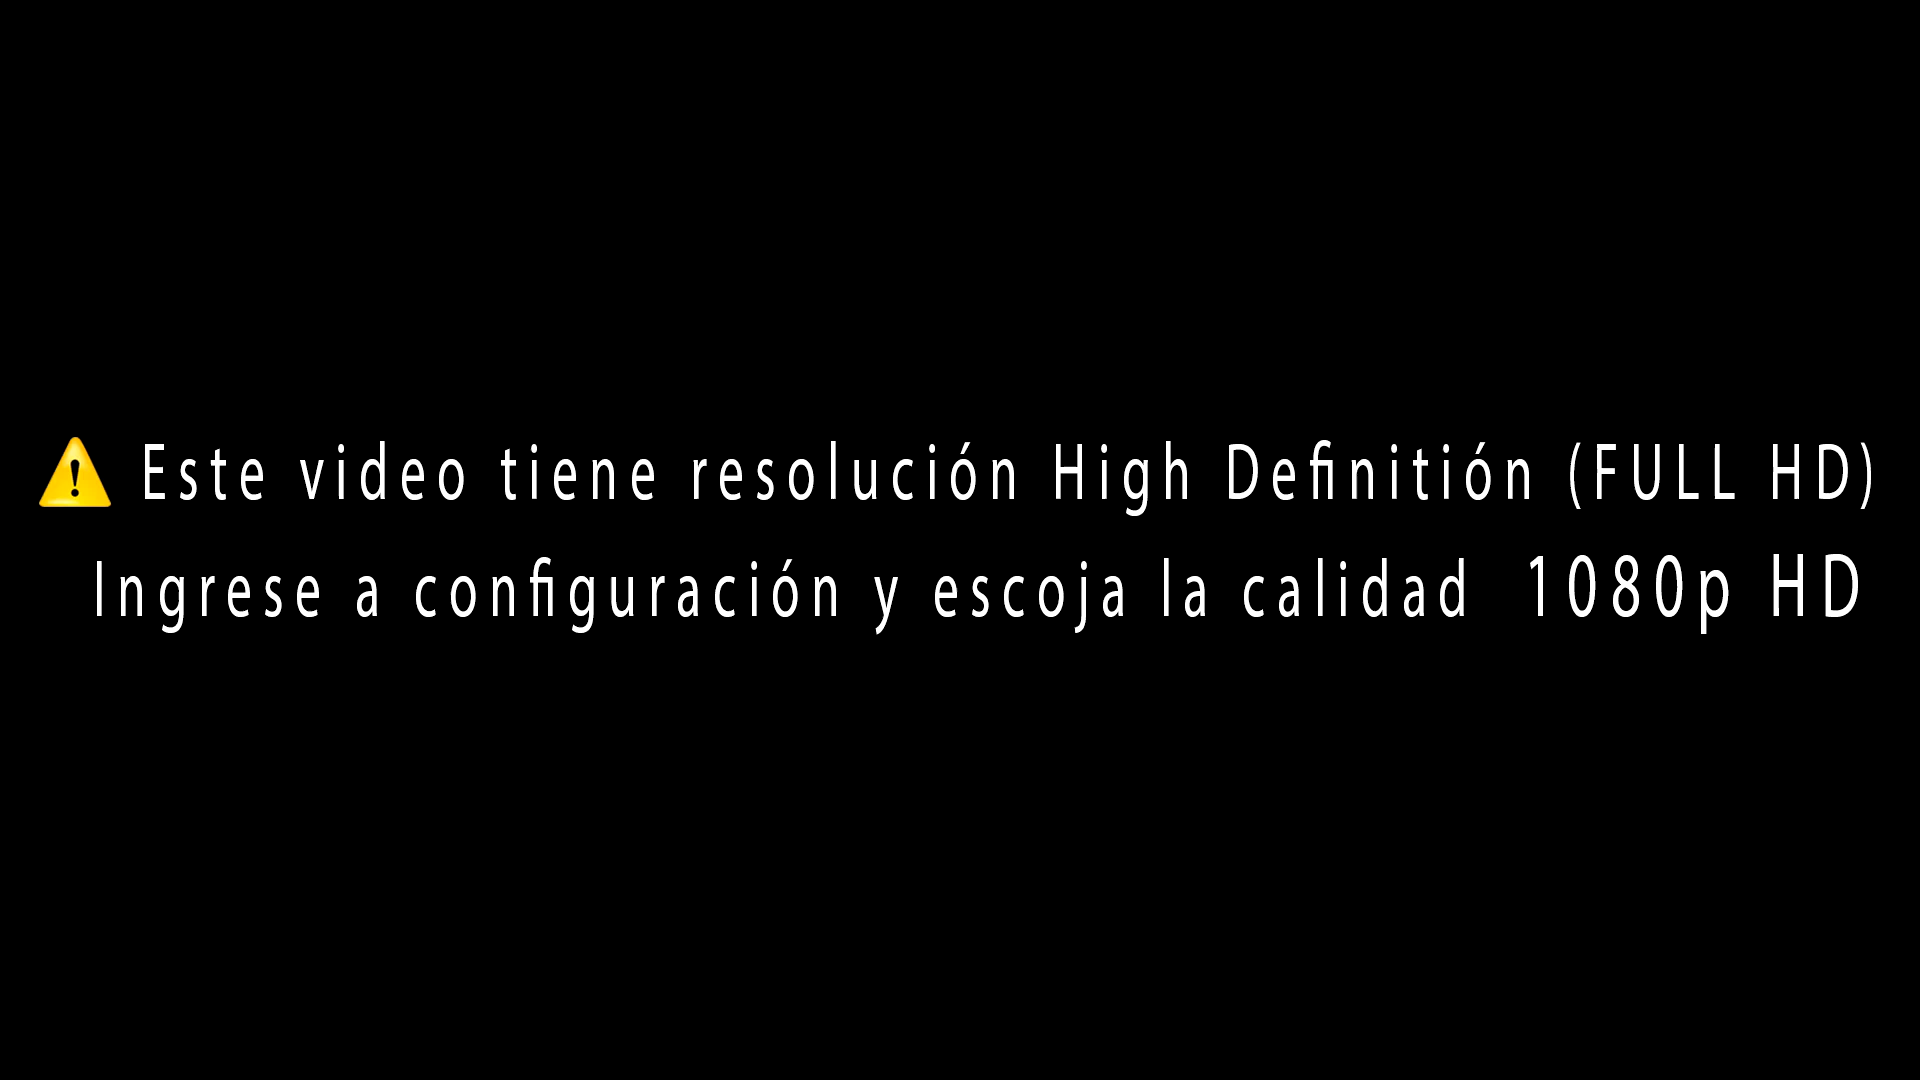 Este video tiene resolución High Definitión (FULL HD)
Ingrese a configuración y escoja la calidad 1080p HD